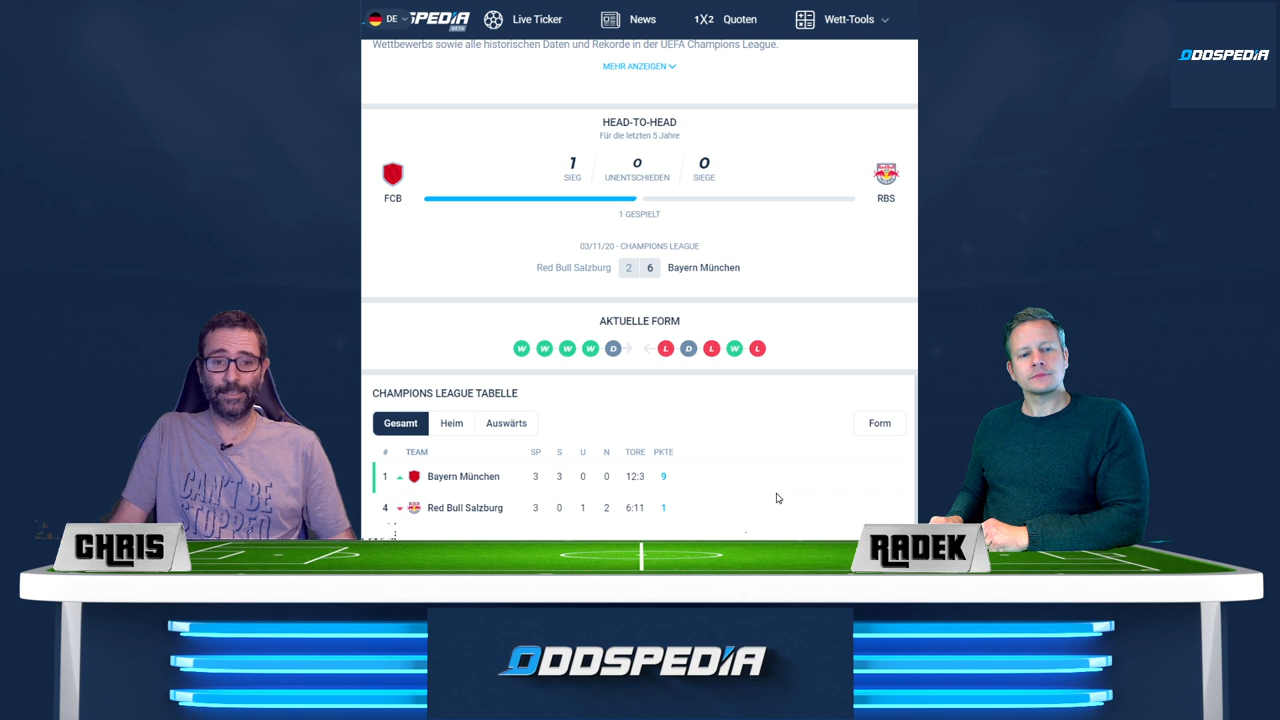 DE
PEDIA
BETA
Live Ticker
News
1X2 Quoten
Wett-Tools
ODDSPEDIA
Wettbewerbs sowie alle historischen Daten und Rekorde in der UEFA Champions League.
MEHR ANZEIGEN
HEAD-TO-HEAD
Für die letzten 5 Jahre
1 0 0
SIEG UNENTSCHIEDEN SIEGE
FCB RBS
1 GESPIELT
03/11/20 - CHAMPIONS LEAGUE
Red Bull Salzburg 2 6 Bayern München
AKTUELLE FORM
W W W W D L D L W L
CHAMPIONS LEAGUE TABELLE
Gesamt Heim Auswärts Form
# TEAM SP S U N TORE PKTE
1 Bayern München 3 3 0 0 12:3 9
4 Red Bull Salzburg 3 0 1 2 6:11 1
CAN'T BE
STOPPED
CHRIS
RADEK
ODDSPEDIA